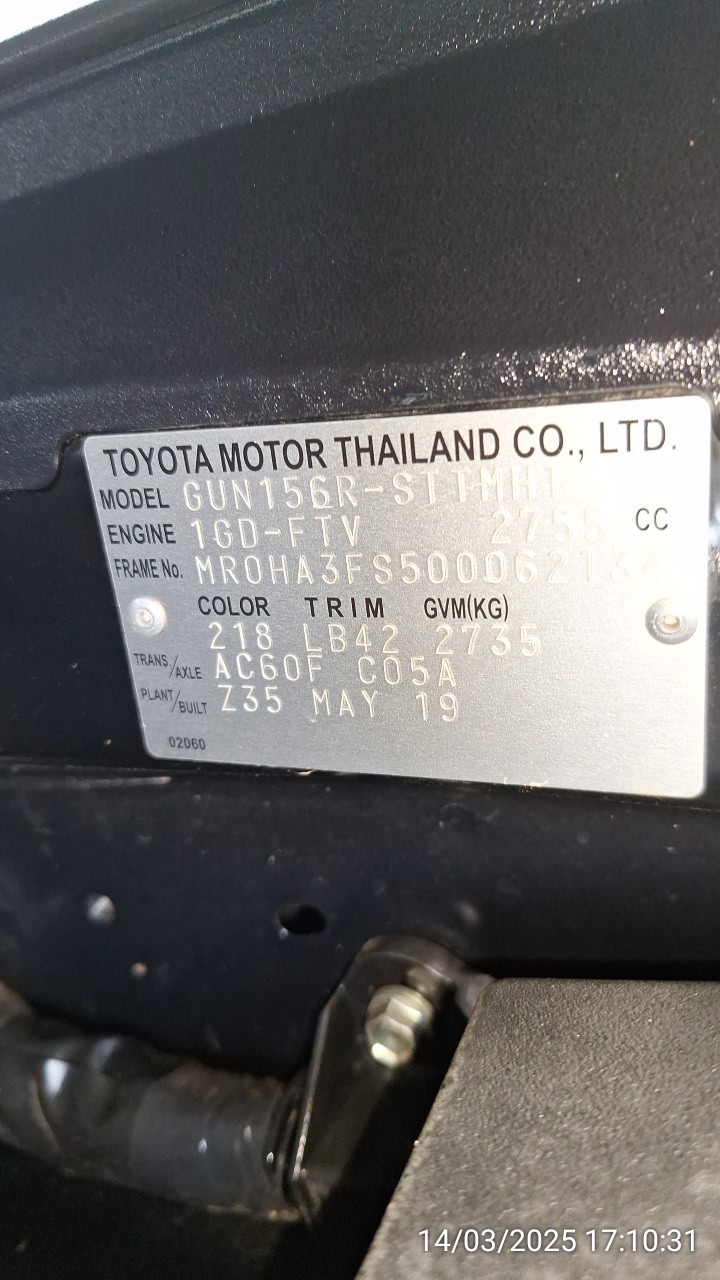 TOYOTA MOTOR THAILAND CO., LTD.
MODEL GUN156R-STTMHT
ENGINE 1GD-FTV 2755 CC
FRAME No.
COLOR TRIM GVM(KG)
218 LB42 2735
TRANS./AXLE AC60F C05A
PLANT/BUILT Z35 MAY 19
02060
14/03/2025 17:10:31